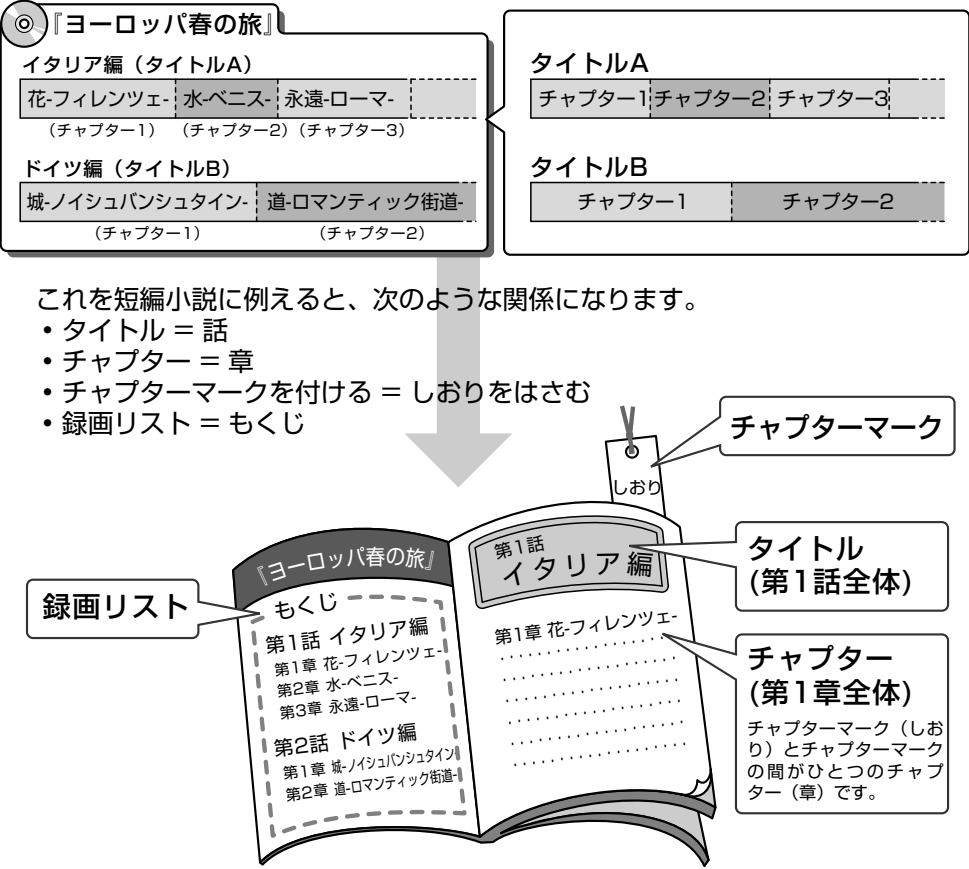 『ヨーロッパ春の旅』
イタリア編（タイトルA）
花-フィレンツェ- 水-ベニス- 永遠-ローマ-
（チャプター1）（チャプター2）（チャプター3）
ドイツ編（タイトルB）
城-ノイシュバンシュタイン- 道-ロマンティック街道-
（チャプター1）（チャプター2）
タイトルA
チャプター1 チャプター2 チャプター3
タイトルB
チャプター1 チャプター2
これを短編小説に例えると、次のような関係になります。
• タイトル = 話
• チャプター = 章
• チャプターマークを付ける = しおりをはさむ
• 録画リスト = もくじ
チャプターマーク
しおり
『ヨーロッパ春の旅』
録画リスト
もくじ
第1話 イタリア編
第1章 花-フィレンツェ-
第2章 水-ベニス-
第3章 永遠-ローマ-
第2話 ドイツ編
第1章 城-ノイシュバンシュタイン
第2章 道-ロマンティック街道-
第1話
イタリア編
第1章 花-フィレンツェ-
タイトル
(第1話全体)
チャプター
(第1章全体)
チャプターマーク（しお
り）とチャプターマーク
の間がひとつのチャプ
ター（章）です。